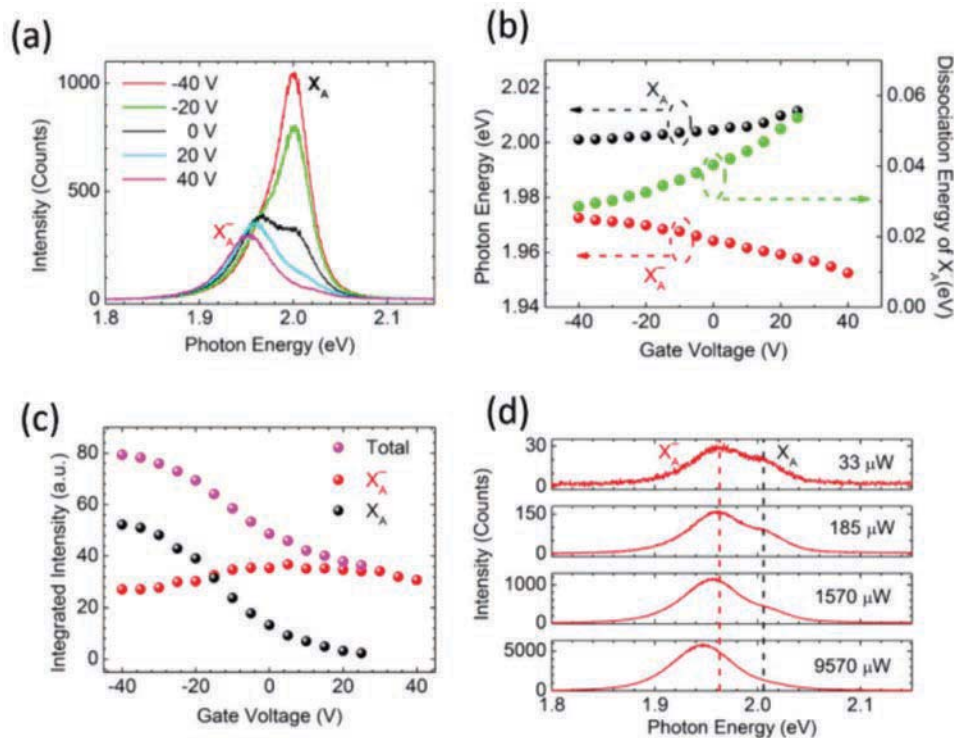 (a)
Intensity (Counts)
1000
500
0
-40 V
-20 V
0 V
20 V
40 V
X_A
X_A^-
1.8 1.9 2.0 2.1
Photon Energy (eV)
(b)
Photon Energy (eV)
2.02
2.00
1.98
1.96
1.94
X_A
X_A^-
0.06
0.04
0.02
0.00
Dissociation Energy of X_A^- (eV)
-40 -20 0 20 40
Gate Voltage (V)
(c)
Integrated Intensity (a.u.)
80
60
40
20
0
Total
X_A^-
X_A
-40 -20 0 20 40
Gate Voltage (V)
(d)
Intensity (Counts)
X_A^- X_A
30
0
33 μW
150
0
185 μW
1000
0
1570 μW
5000
0
9570 μW
1.8 1.9 2.0 2.1
Photon Energy (eV)